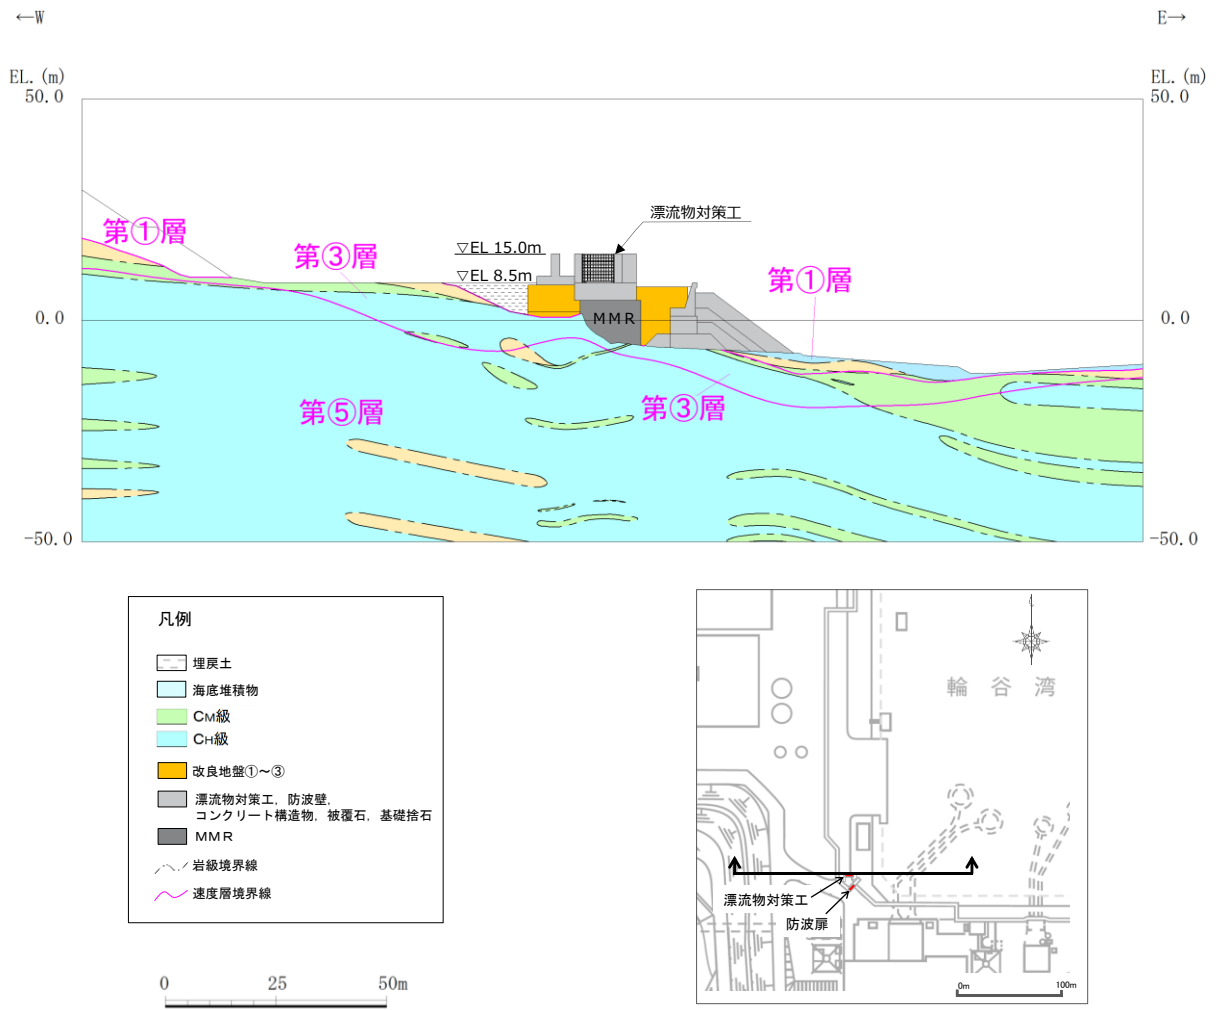 ←W
E→
EL.(m)
EL.(m)
50.0
50.0
漂流物対策工
第①層
第③層
▽EL 15.0m
▽EL 8.5m
第①層
0.0
MMR
0.0
第⑤層
第③層
-50.0
-50.0
凡例
埋戻土
海底堆積物
CM級
CH級
改良地盤①～③
漂流物対策工，防波壁，
コンクリート構造物，被覆石，基礎捨石
MMR
岩級境界線
速度層境界線
輪谷湾
漂流物対策工
防波扉
0m
100m
0
25
50m